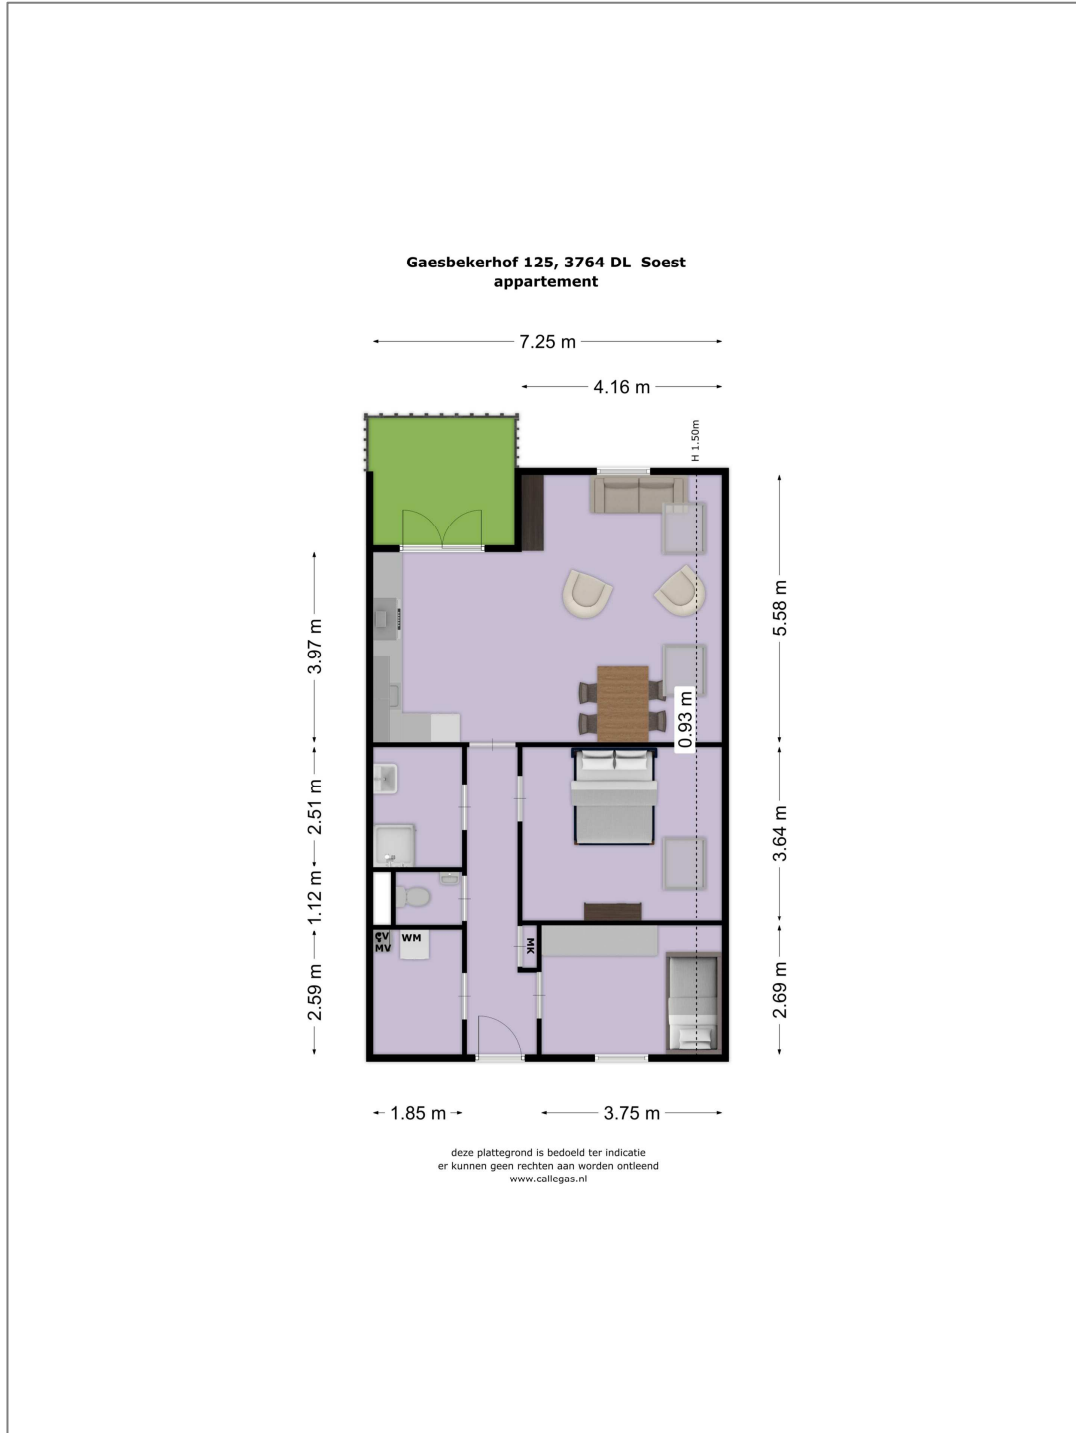 Gaesbekerhof 125, 3764 DL Soest
appartement
7.25 m
4.16 m
H 1.50m
3.97 m
5.58 m
0.93 m
2.51 m
3.64 m
1.12 m
CV
MV
WM
MK
2.59 m
2.69 m
1.85 m
3.75 m
deze plattegrond is bedoeld ter indicatie
er kunnen geen rechten aan worden ontleend
www.callegas.nl